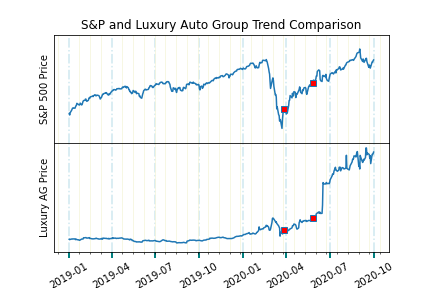 S&P and Luxury Auto Group Trend Comparison
S&P 500 Price
Luxury AG Price
2019-01
2019-04
2019-07
2019-10
2020-01
2020-04
2020-07
2020-10